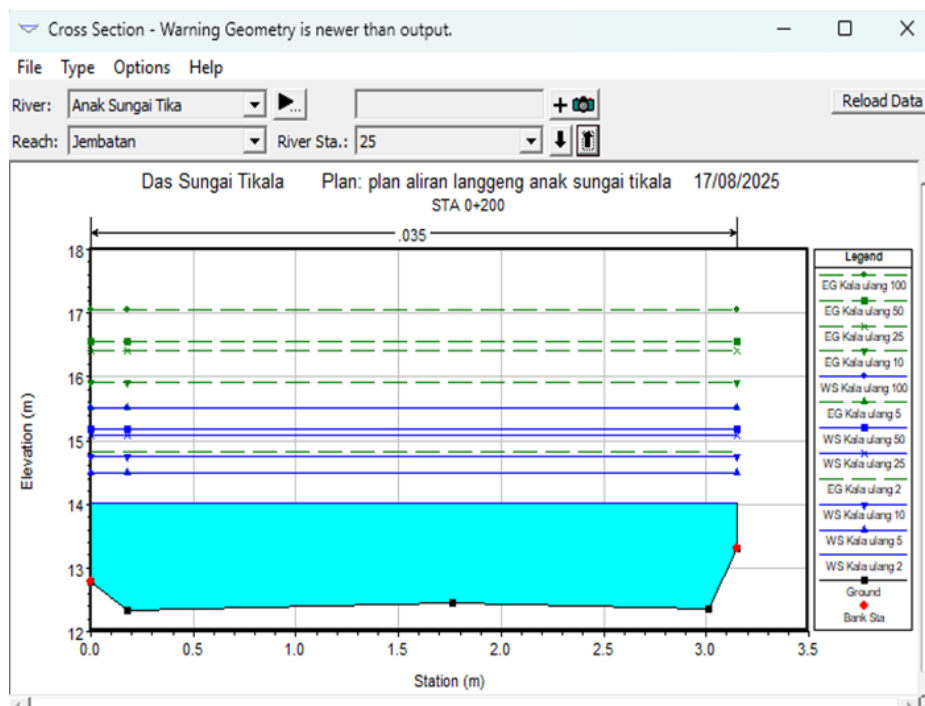 Cross Section - Warning Geometry is newer than output.
File Type Options Help
River: Anak Sungai Tika ... Reload Data
Reach: Jembatan River Sta.: 25
Das Sungai Tikala Plan: plan aliran langgeng anak sungai tikala 17/08/2025
STA 0+200
.035
Elevation (m)
18
17
16
15
14
13
12
0.0 0.5 1.0 1.5 2.0 2.5 3.0 3.5
Station (m)
Legend
EG Kala ulang 100
EG Kala ulang 50
EG Kala ulang 25
EG Kala ulang 10
WS Kala ulang 100
EG Kala ulang 5
WS Kala ulang 50
WS Kala ulang 25
EG Kala ulang 2
WS Kala ulang 10
WS Kala ulang 5
WS Kala ulang 2
Ground
Bank Sta